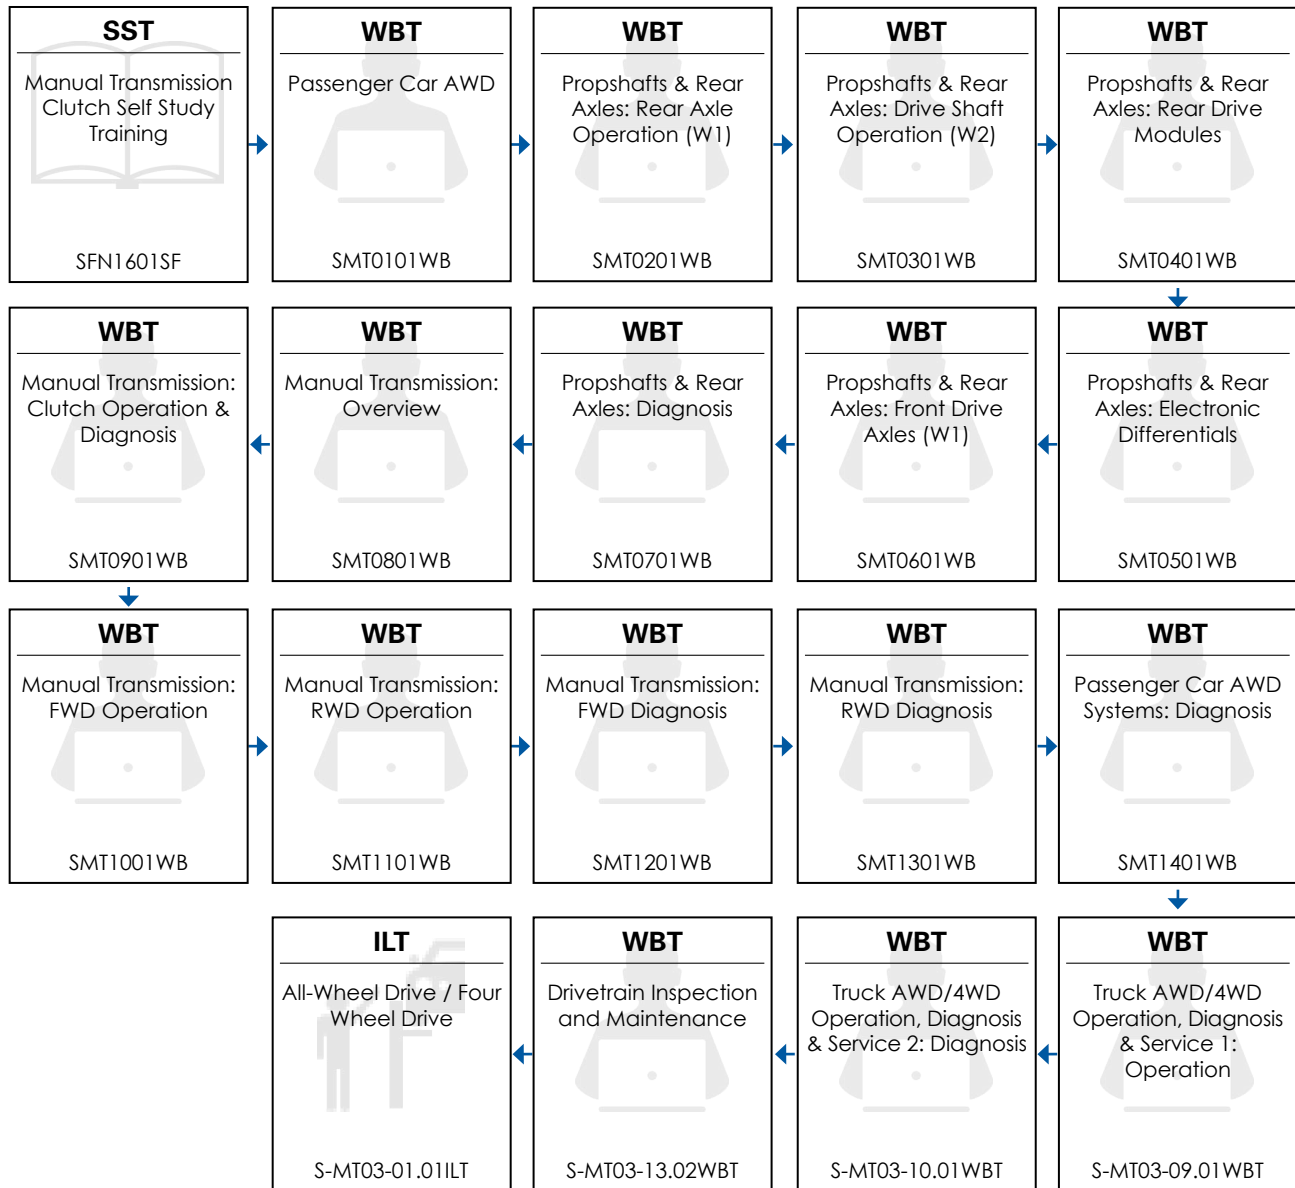 SST
Manual Transmission
Clutch Self Study
Training
SFN1601SF
WBT
Passenger Car AWD
SMT0101WB
WBT
Propshafts & Rear
Axles: Rear Axle
Operation (W1)
SMT0201WB
WBT
Propshafts & Rear
Axles: Drive Shaft
Operation (W2)
SMT0301WB
WBT
Propshafts & Rear
Axles: Rear Drive
Modules
SMT0401WB
WBT
Manual Transmission:
Clutch Operation &
Diagnosis
SMT0901WB
WBT
Manual Transmission:
Overview
SMT0801WB
WBT
Propshafts & Rear
Axles: Diagnosis
SMT0701WB
WBT
Propshafts & Rear
Axles: Front Drive
Axles (W1)
SMT0601WB
WBT
Propshafts & Rear
Axles: Electronic
Differentials
SMT0501WB
WBT
Manual Transmission:
FWD Operation
SMT1001WB
WBT
Manual Transmission:
RWD Operation
SMT1101WB
WBT
Manual Transmission:
FWD Diagnosis
SMT1201WB
WBT
Manual Transmission:
RWD Diagnosis
SMT1301WB
WBT
Passenger Car AWD
Systems: Diagnosis
SMT1401WB
ILT
All-Wheel Drive / Four
Wheel Drive
S-MT03-01.01ILT
WBT
Drivetrain Inspection
and Maintenance
S-MT03-13.02WBT
WBT
Truck AWD/4WD
Operation, Diagnosis
& Service 2: Diagnosis
S-MT03-10.01WBT
WBT
Truck AWD/4WD
Operation, Diagnosis
& Service 1:
Operation
S-MT03-09.01WBT